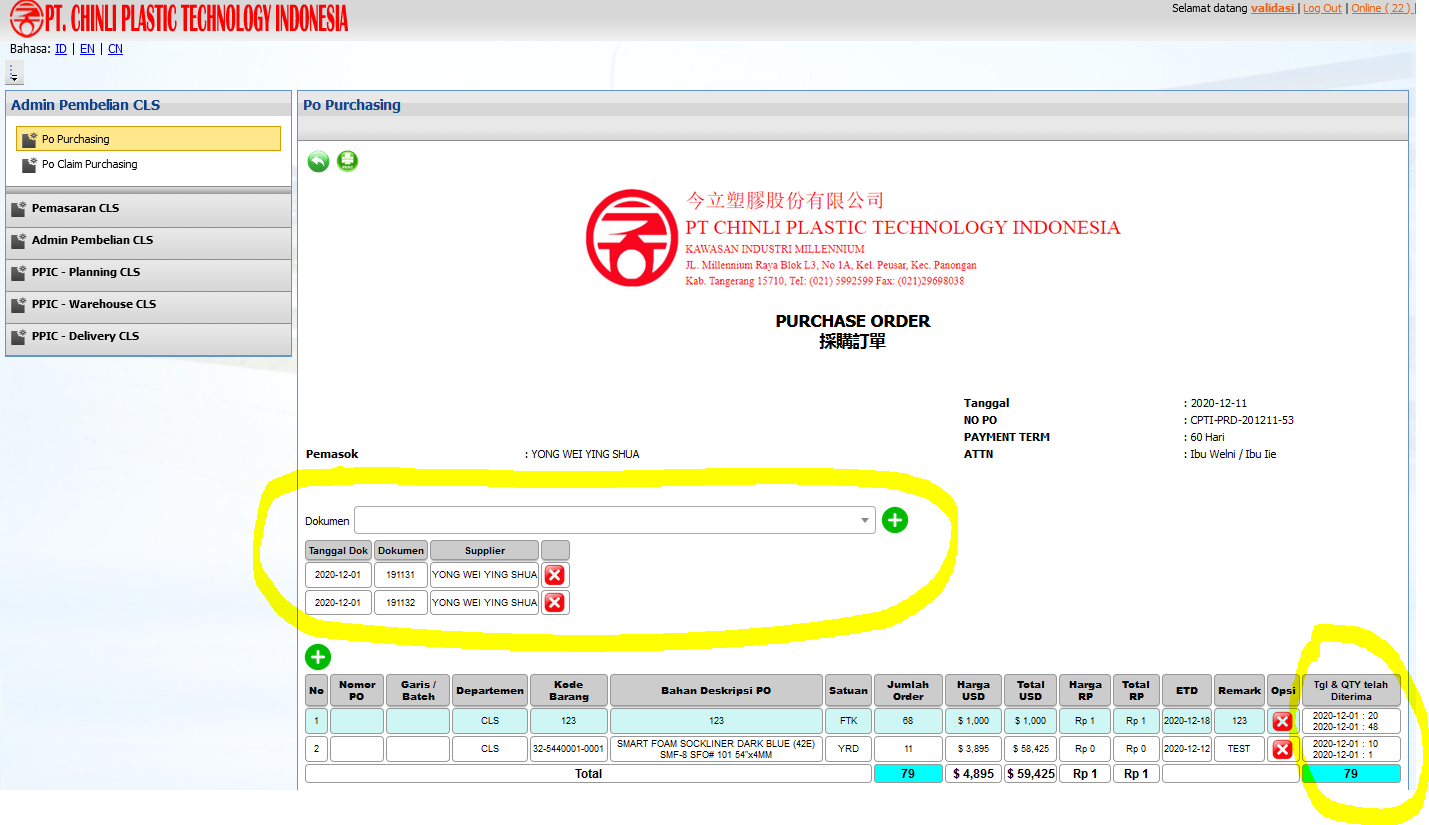 PT. CHINLI PLASTIC TECHNOLOGY INDONESIA
Selamat datang validasi | Log Out | Online ( 22 ) |
Bahasa: ID | EN | CN
Admin Pembelian CLS
Po Purchasing
Po Claim Purchasing
Pemasaran CLS
Admin Pembelian CLS
PPIC - Planning CLS
PPIC - Warehouse CLS
PPIC - Delivery CLS
Po Purchasing
今立塑膠股份有限公司
PT CHINLI PLASTIC TECHNOLOGY INDONESIA
KAWASAN INDUSTRI MILLENNIUM
JL. Millennium Raya Blok L3, No 1A, Kel. Peusar, Kec. Panongan
Kab. Tangerang 15710, Tel: (021) 5992599 Fax: (021)29698038
PURCHASE ORDER
採購訂單
Tanggal : 2020-12-11
NO PO : CPTI-PRD-201211-53
PAYMENT TERM : 60 Hari
Pemasok : YONG WEI YING SHUA ATTN : Ibu Welni / Ibu Iie
Dokumen
Tanggal Dok Dokumen Supplier
2020-12-01 191131 YONG WEI YING SHUA
2020-12-01 191132 YONG WEI YING SHUA
No Nomor PO Garis / Batch Departemen Kode Barang Bahan Deskripsi PO Satuan Jumlah Order Harga USD Total USD Harga RP Total RP ETD Remark Opsi Tgl & QTY telah Diterima
1 CLS 123 123 FTK 68 $ 1,000 $ 1,000 Rp 1 Rp 1 2020-12-18 123 2020-12-01 : 20
2020-12-01 : 48
2 CLS 32-5440001-0001 SMART FOAM SOCKLINER DARK BLUE (42E) SMF-8 SFO# 101 54"x4MM YRD 11 $ 3,895 $ 58,425 Rp 0 Rp 0 2020-12-12 TEST 2020-12-01 : 10
2020-12-01 : 1
Total 79 $ 4,895 $ 59,425 Rp 1 Rp 1 79